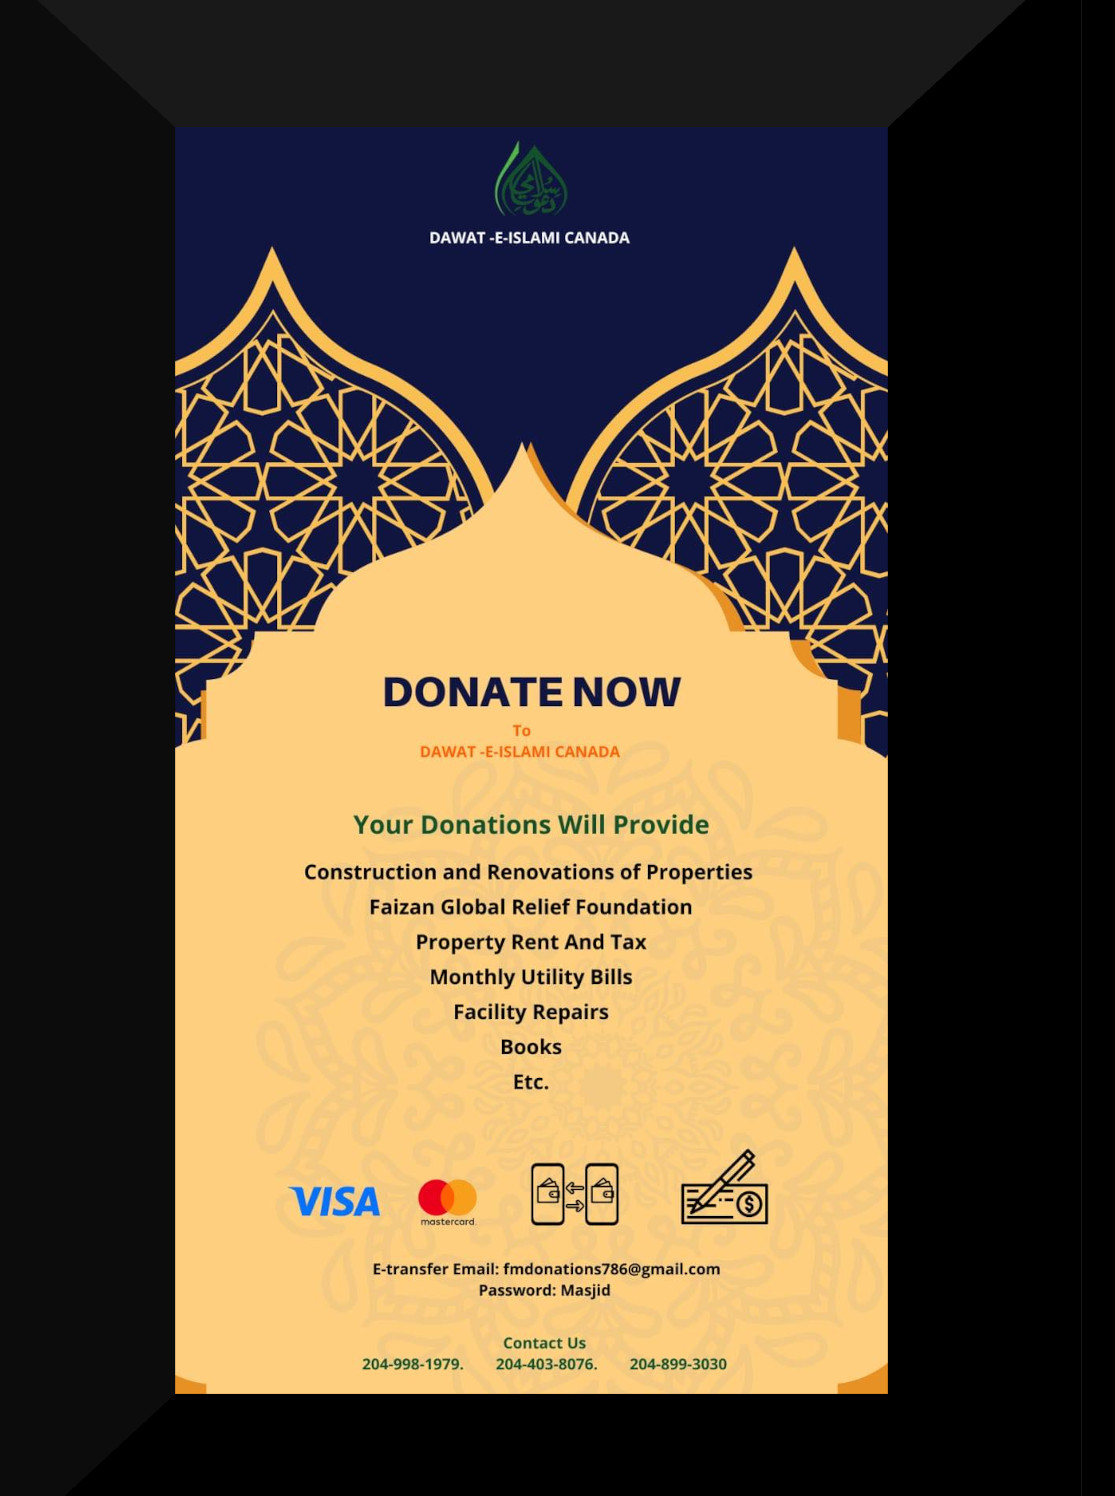 دعوت اسلامی
DAWAT -E-ISLAMI CANADA
DONATE NOW
To
DAWAT -E-ISLAMI CANADA
Your Donations Will Provide
Construction and Renovations of Properties
Faizan Global Relief Foundation
Property Rent And Tax
Monthly Utility Bills
Facility Repairs
Books
Etc.
VISA
mastercard.
$
E-transfer Email: fmdonations786@gmail.com
Password: Masjid
Contact Us
204-998-1979. 204-403-8076. 204-899-3030